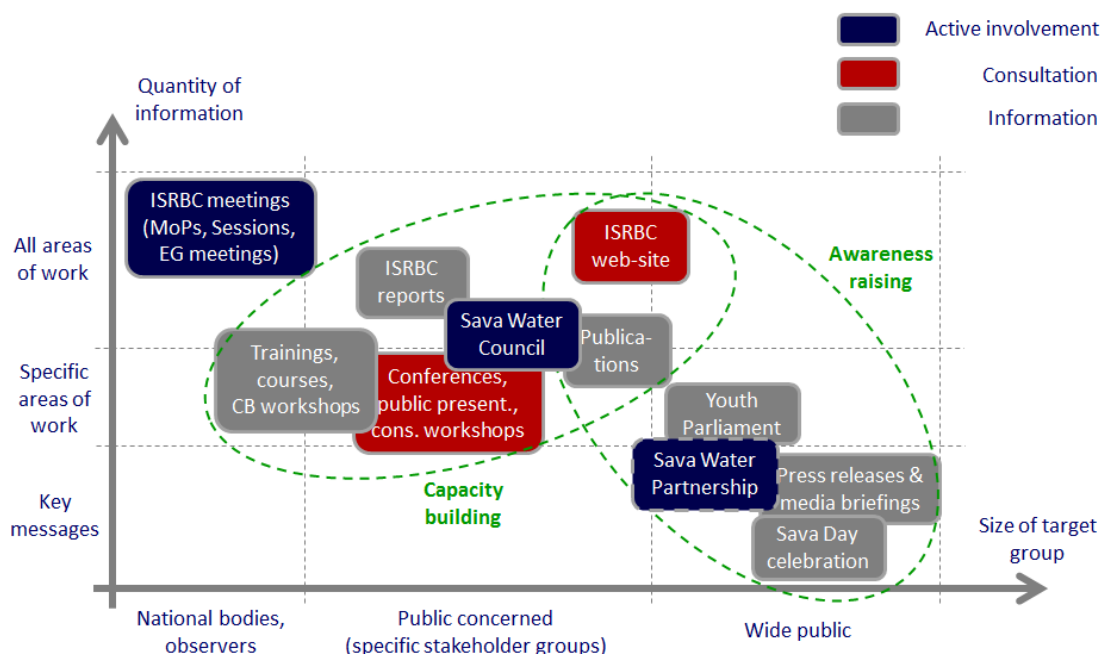 Active involvement
Consultation
Information
Quantity of
information
All areas
of work
Specific
areas of
work
Key
messages
ISRBC meetings
(MoPs, Sessions,
EG meetings)
ISRBC
reports
ISRBC
web-site
Awareness
raising
Sava Water
Council
Publica-
tions
Trainings,
courses,
CB workshops
Conferences,
public present.,
cons. workshops
Youth
Parliament
Sava Water
Partnership
Press releases &
media briefings
Capacity
building
Sava Day
celebration
Size of target
group
National bodies,
observers
Public concerned
(specific stakeholder groups)
Wide public